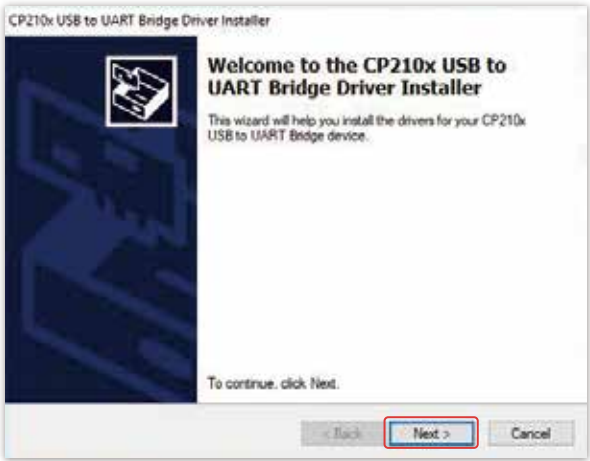 CP210x USB to UART Bridge Driver Installer
Welcome to the CP210x USB to
UART Bridge Driver Installer
This wizard will help you install the drivers for your CP210x
USB to UART Bridge device.
To continue, click Next.
< Back
Next >
Cancel